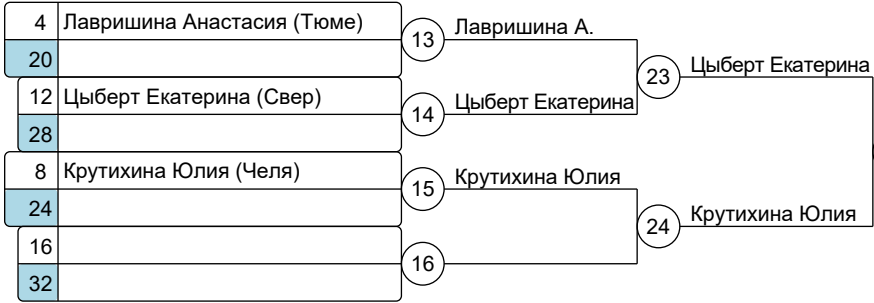 4 Лавришина Анастасия (Тюме)
20
13 Лавришина А.
12 Цыберт Екатерина (Свер)
28
14 Цыберт Екатерина
23 Цыберт Екатерина
8 Крутихина Юлия (Челя)
24
15 Крутихина Юлия
16
32
16
24 Крутихина Юлия